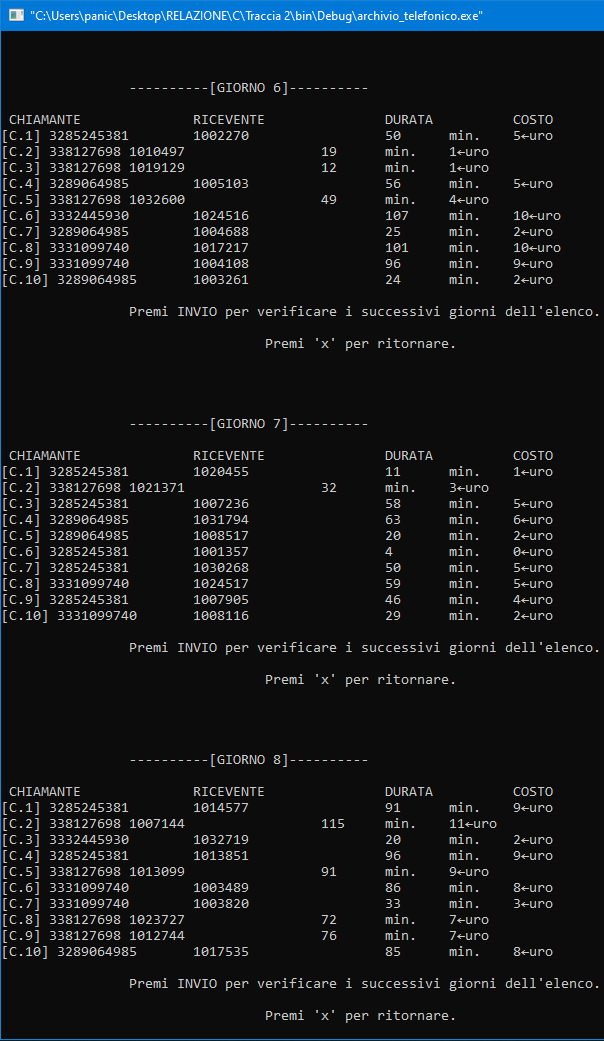 "C:\Users\panic\Desktop\RELAZIONE\C\Traccia 2\bin\Debug\archivio_telefonico.exe"
----------[GIORNO 6]----------
CHIAMANTE RICEVENTE DURATA COSTO
[C.1] 3285245381 1002270 50 min. 5←uro
[C.2] 338127698 1010497 19 min. 1←uro
[C.3] 338127698 1019129 12 min. 1←uro
[C.4] 3289064985 1005103 56 min. 5←uro
[C.5] 338127698 1032600 49 min. 4←uro
[C.6] 3332445930 1024516 107 min. 10←uro
[C.7] 3289064985 1004688 25 min. 2←uro
[C.8] 3331099740 1017217 101 min. 10←uro
[C.9] 3331099740 1004108 96 min. 9←uro
[C.10] 3289064985 1003261 24 min. 2←uro
Premi INVIO per verificare i successivi giorni dell'elenco.
Premi 'x' per ritornare.
----------[GIORNO 7]----------
CHIAMANTE RICEVENTE DURATA COSTO
[C.1] 3285245381 1020455 11 min. 1←uro
[C.2] 338127698 1021371 32 min. 3←uro
[C.3] 3285245381 1007236 58 min. 5←uro
[C.4] 3289064985 1031794 63 min. 6←uro
[C.5] 3289064985 1008517 20 min. 2←uro
[C.6] 3285245381 1001357 4 min. 0←uro
[C.7] 3285245381 1030268 50 min. 5←uro
[C.8] 3331099740 1024517 59 min. 5←uro
[C.9] 3285245381 1007905 46 min. 4←uro
[C.10] 3331099740 1008116 29 min. 2←uro
Premi INVIO per verificare i successivi giorni dell'elenco.
Premi 'x' per ritornare.
----------[GIORNO 8]----------
CHIAMANTE RICEVENTE DURATA COSTO
[C.1] 3285245381 1014577 91 min. 9←uro
[C.2] 338127698 1007144 115 min. 11←uro
[C.3] 3332445930 1032719 20 min. 2←uro
[C.4] 3285245381 1013851 96 min. 9←uro
[C.5] 338127698 1013099 91 min. 9←uro
[C.6] 3331099740 1003489 86 min. 8←uro
[C.7] 3331099740 1003820 33 min. 3←uro
[C.8] 338127698 1023727 72 min. 7←uro
[C.9] 338127698 1012744 76 min. 7←uro
[C.10] 3289064985 1017535 85 min. 8←uro
Premi INVIO per verificare i successivi giorni dell'elenco.
Premi 'x' per ritornare.